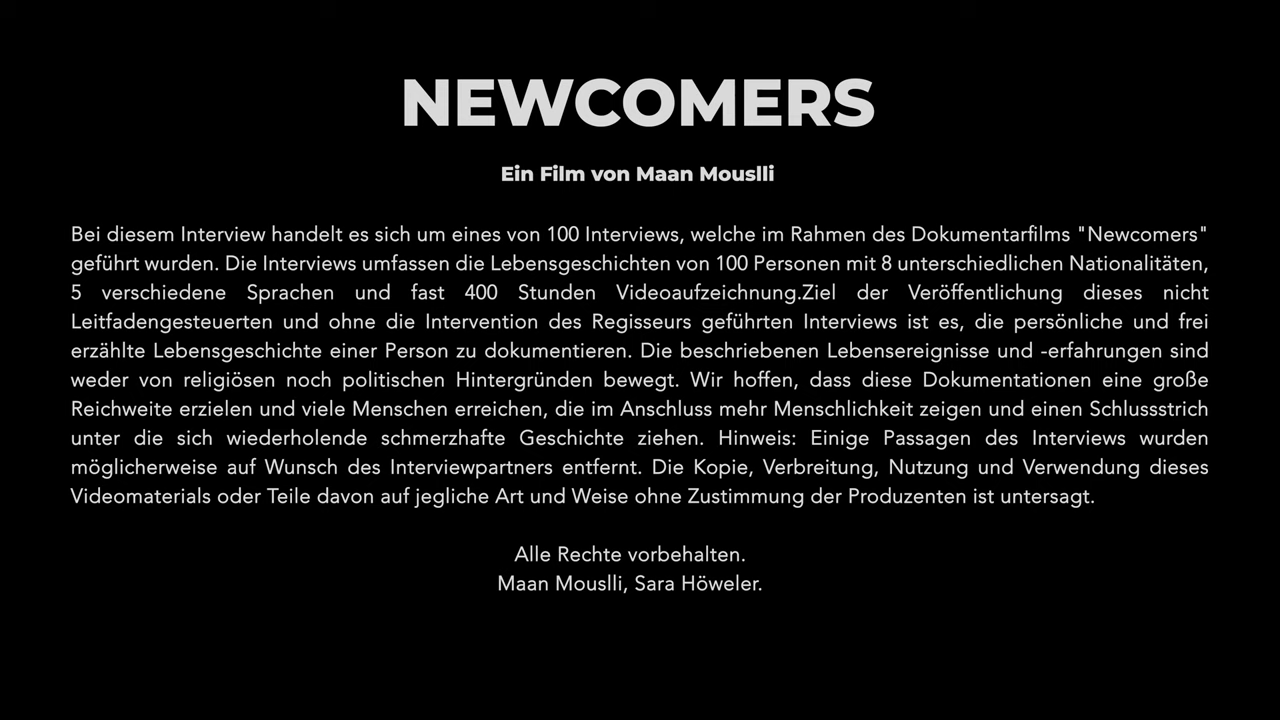 NEWCOMERS
Ein Film von Maan Mouslli
Bei diesem Interview handelt es sich um eines von 100 Interviews, welche im Rahmen des Dokumentarfilms "Newcomers"
geführt wurden. Die Interviews umfassen die Lebensgeschichten von 100 Personen mit 8 unterschiedlichen Nationalitäten,
5 verschiedene Sprachen und fast 400 Stunden Videoaufzeichnung.Ziel der Veröffentlichung dieses nicht
Leitfadengesteuerten und ohne die Intervention des Regisseurs geführten Interviews ist es, die persönliche und frei
erzählte Lebensgeschichte einer Person zu dokumentieren. Die beschriebenen Lebensereignisse und -erfahrungen sind
weder von religiösen noch politischen Hintergründen bewegt. Wir hoffen, dass diese Dokumentationen eine große
Reichweite erzielen und viele Menschen erreichen, die im Anschluss mehr Menschlichkeit zeigen und einen Schlussstrich
unter die sich wiederholende schmerzhafte Geschichte ziehen. Hinweis: Einige Passagen des Interviews wurden
möglicherweise auf Wunsch des Interviewpartners entfernt. Die Kopie, Verbreitung, Nutzung und Verwendung dieses
Videomaterials oder Teile davon auf jegliche Art und Weise ohne Zustimmung der Produzenten ist untersagt.
Alle Rechte vorbehalten.
Maan Mouslli, Sara Höweler.